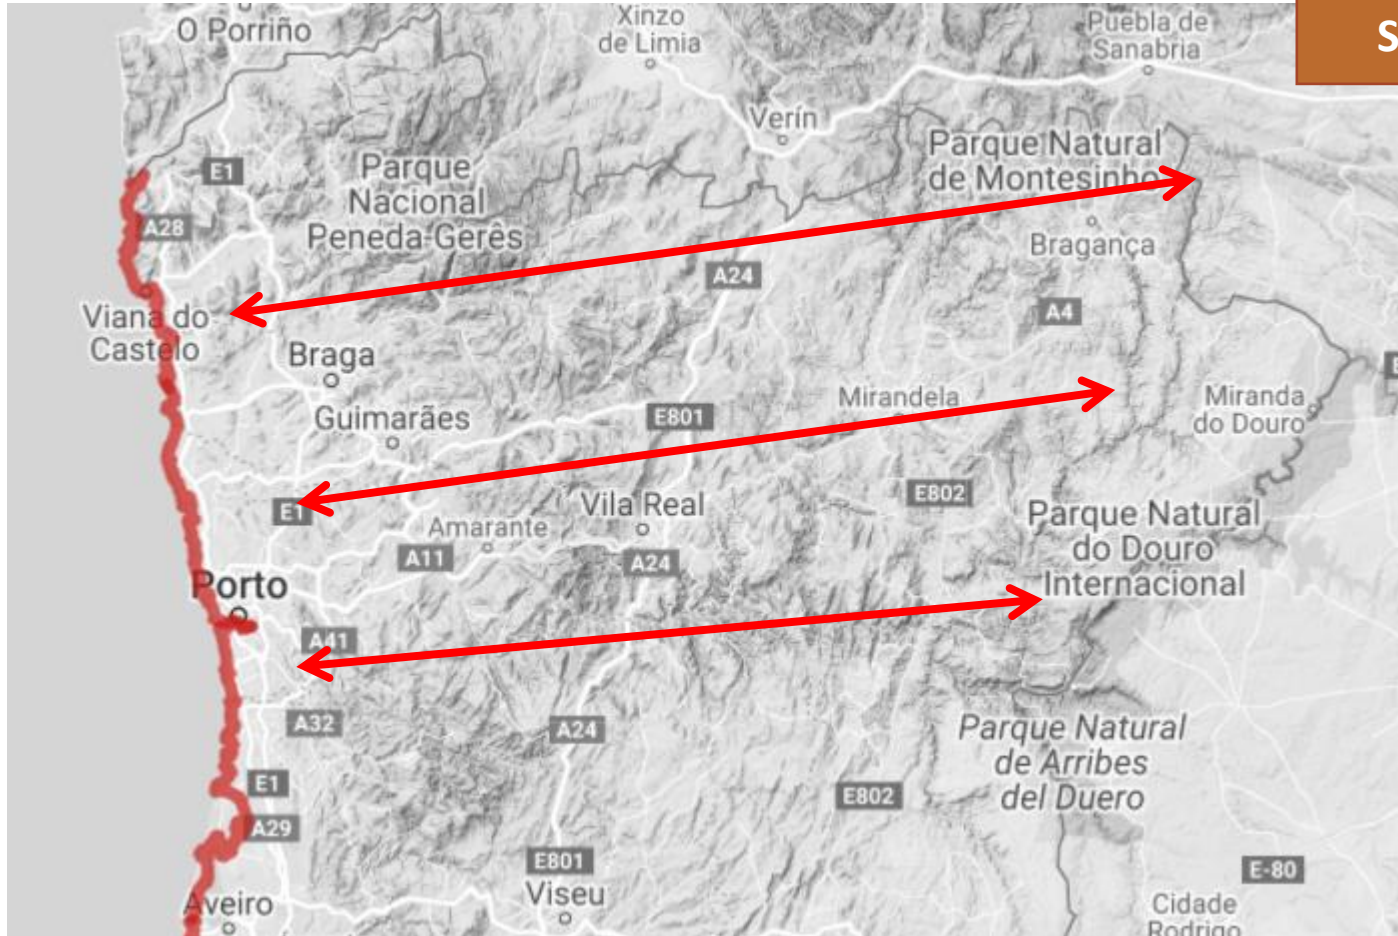 S
O Porriño
Xinzo
de Limia
Puebla de
Sanabria
Verín
Parque Natural
de Montesinho
E1
Parque
Nacional
Peneda-Gerês
A28
Bragança
A24
Viana do
Castelo
A4
Braga
Mirandela
Miranda
do Douro
Guimarães
E801
E802
E1
Vila Real
Parque Natural
do Douro
Internacional
Amarante
A11
A24
Porto
A41
A32
A24
Parque Natural
de Arribes
del Duero
E1
E802
A29
E801
E-80
Viseu
Aveiro
Cidade
Rodrigo